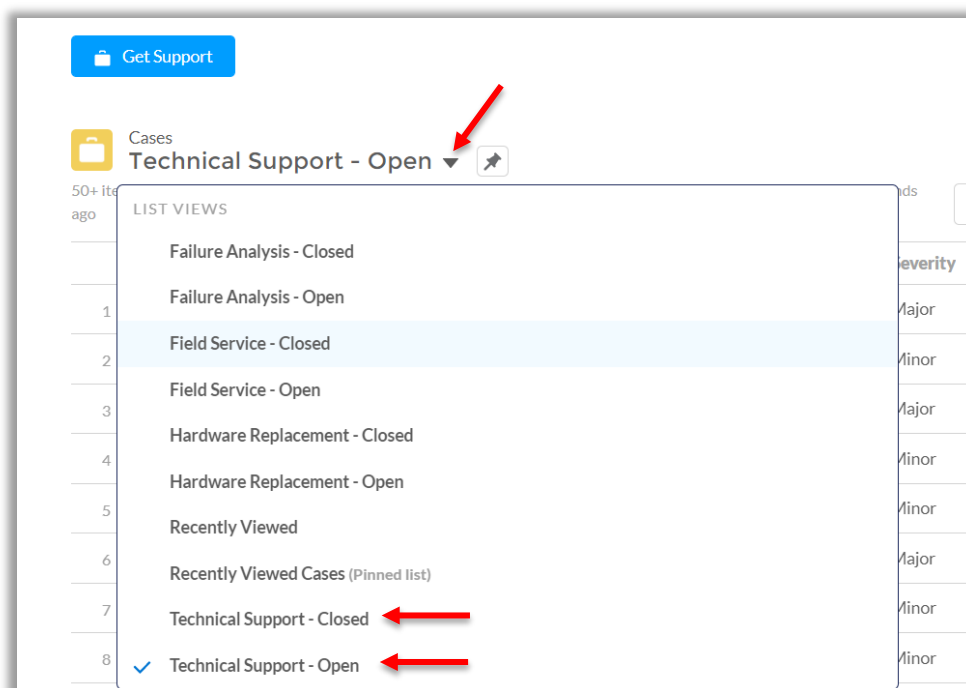 Get Support
Cases
Technical Support - Open
50+ ite
ago
LIST VIEWS
Failure Analysis - Closed
Severity
Failure Analysis - Open
1
Major
Field Service - Closed
2
Minor
Field Service - Open
3
Major
Hardware Replacement - Closed
4
Minor
Hardware Replacement - Open
5
Minor
Recently Viewed
6
Major
Recently Viewed Cases (Pinned list)
7
Minor
Technical Support - Closed
8
Minor
Technical Support - Open